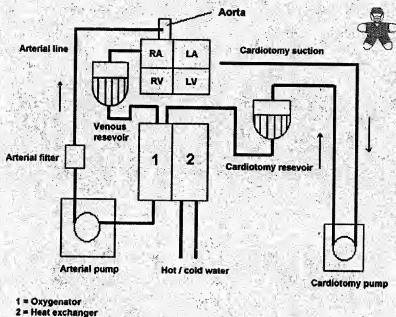 Aorta
Arterial line
RA
LA
Cardiotomy suction
RV
LV
Venous
resevoir
Arterial filter
1
2
Cardiotomy resevoir
Arterial pump
Hot / cold water
Cardiotomy pump
1 = Oxygenator
2 = Heat exchanger